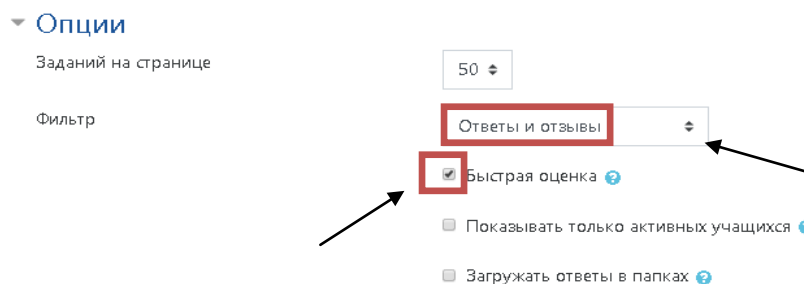 Опции
Заданий на странице
50
Фильтр
Ответы и отзывы
Быстрая оценка
Показывать только активных учащихся
Загружать ответы в папках